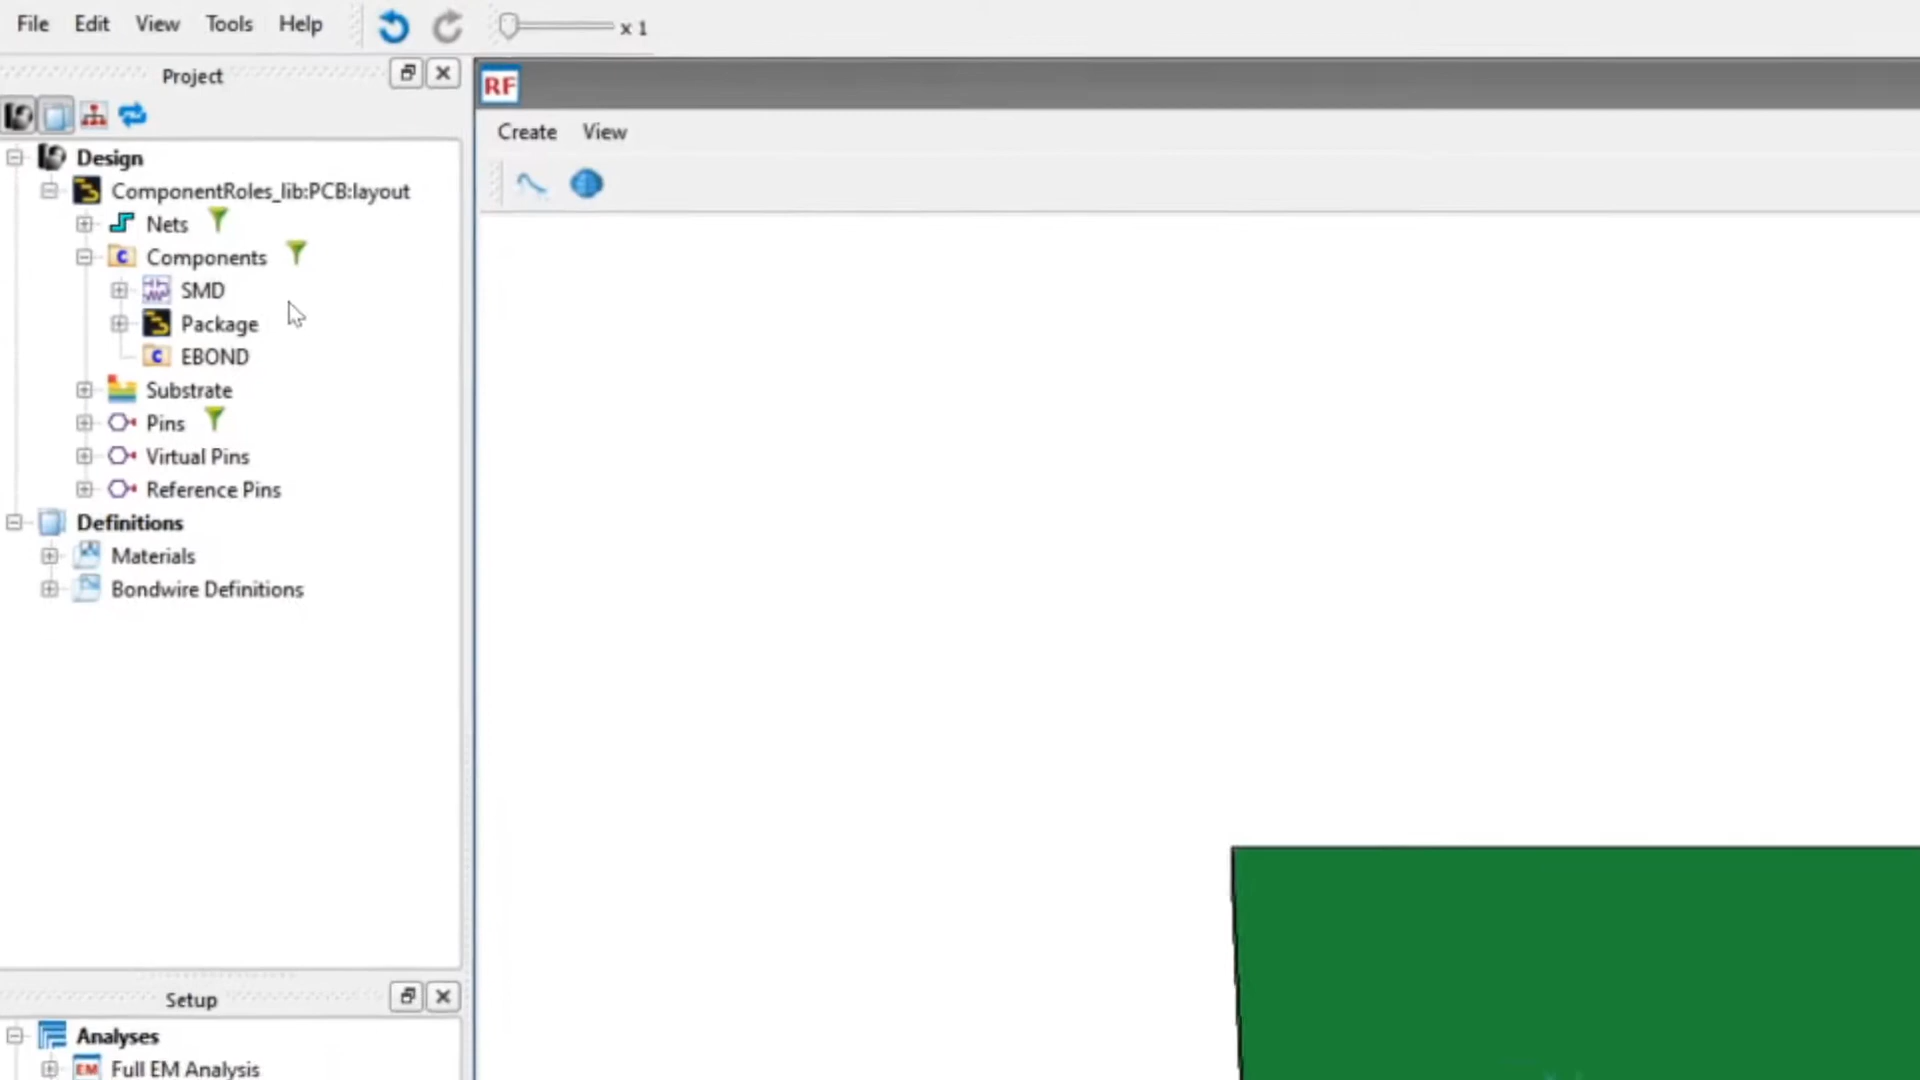 File Edit View Tools Help x 1
Project
RF
Create View
Design
ComponentRoles_lib:PCB:layout
Nets
Components
SMD
Package
EBOND
Substrate
Pins
Virtual Pins
Reference Pins
Definitions
Materials
Bondwire Definitions
Setup
Analyses
EM Full EM Analysis